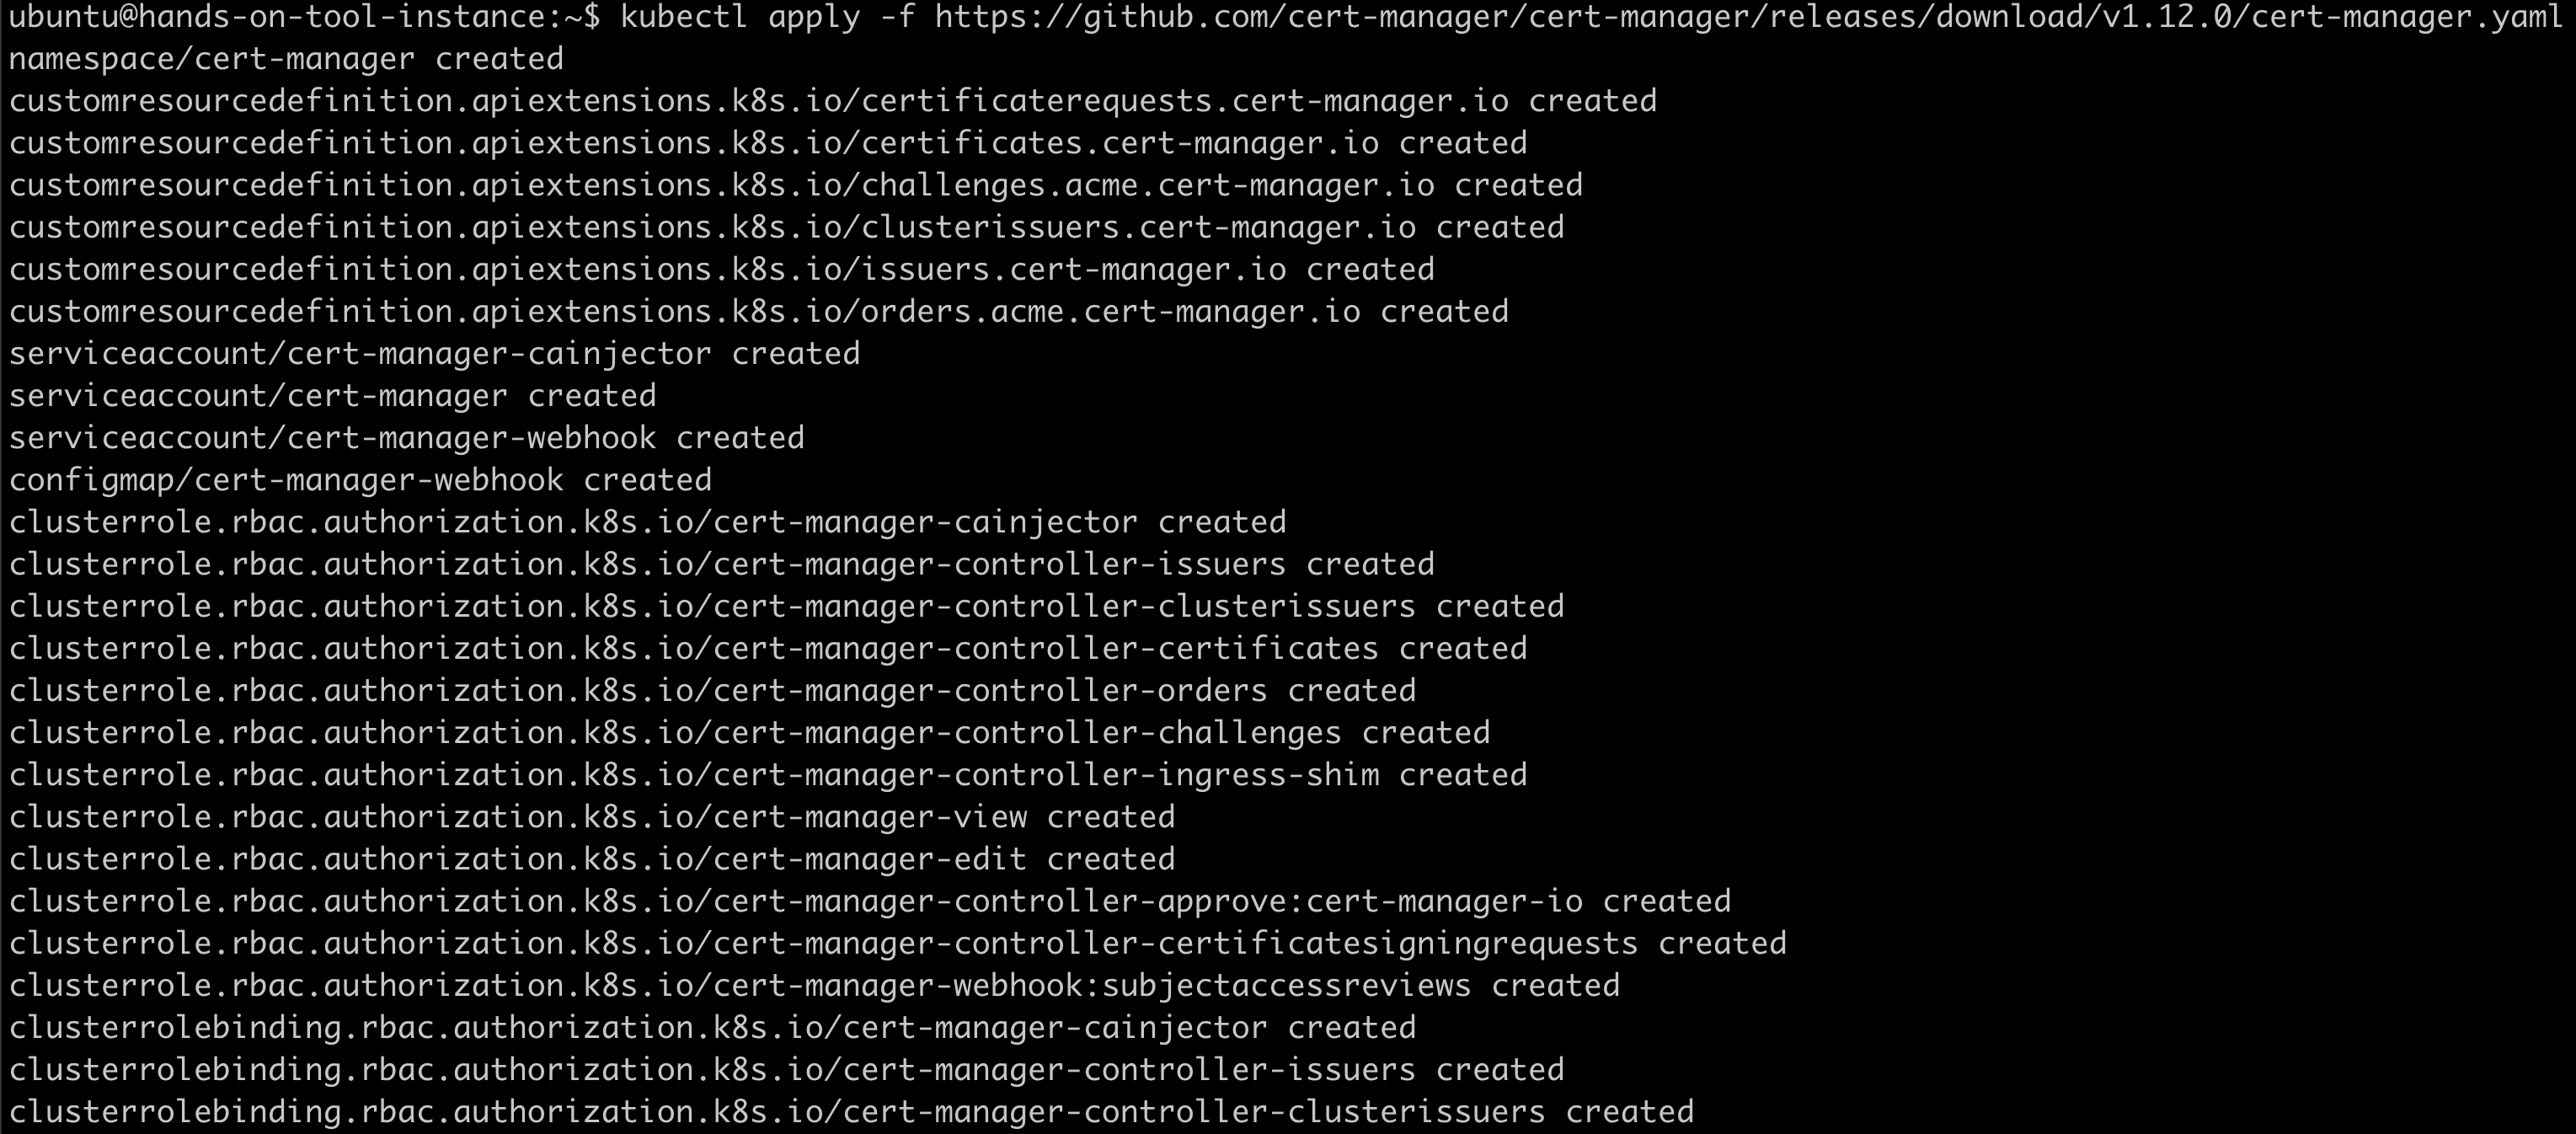 ubuntu@hands-on-tool-instance:~$ kubectl apply -f https://github.com/cert-manager/cert-manager/releases/download/v1.12.0/cert-manager.yaml
namespace/cert-manager created
customresourcedefinition.apiextensions.k8s.io/certificaterequests.cert-manager.io created
customresourcedefinition.apiextensions.k8s.io/certificates.cert-manager.io created
customresourcedefinition.apiextensions.k8s.io/challenges.acme.cert-manager.io created
customresourcedefinition.apiextensions.k8s.io/clusterissuers.cert-manager.io created
customresourcedefinition.apiextensions.k8s.io/issuers.cert-manager.io created
customresourcedefinition.apiextensions.k8s.io/orders.acme.cert-manager.io created
serviceaccount/cert-manager-cainjector created
serviceaccount/cert-manager created
serviceaccount/cert-manager-webhook created
configmap/cert-manager-webhook created
clusterrole.rbac.authorization.k8s.io/cert-manager-cainjector created
clusterrole.rbac.authorization.k8s.io/cert-manager-controller-issuers created
clusterrole.rbac.authorization.k8s.io/cert-manager-controller-clusterissuers created
clusterrole.rbac.authorization.k8s.io/cert-manager-controller-certificates created
clusterrole.rbac.authorization.k8s.io/cert-manager-controller-orders created
clusterrole.rbac.authorization.k8s.io/cert-manager-controller-challenges created
clusterrole.rbac.authorization.k8s.io/cert-manager-controller-ingress-shim created
clusterrole.rbac.authorization.k8s.io/cert-manager-view created
clusterrole.rbac.authorization.k8s.io/cert-manager-edit created
clusterrole.rbac.authorization.k8s.io/cert-manager-controller-approve:cert-manager-io created
clusterrole.rbac.authorization.k8s.io/cert-manager-controller-certificatesigningrequests created
clusterrole.rbac.authorization.k8s.io/cert-manager-webhook:subjectaccessreviews created
clusterrolebinding.rbac.authorization.k8s.io/cert-manager-cainjector created
clusterrolebinding.rbac.authorization.k8s.io/cert-manager-controller-issuers created
clusterrolebinding.rbac.authorization.k8s.io/cert-manager-controller-clusterissuers created